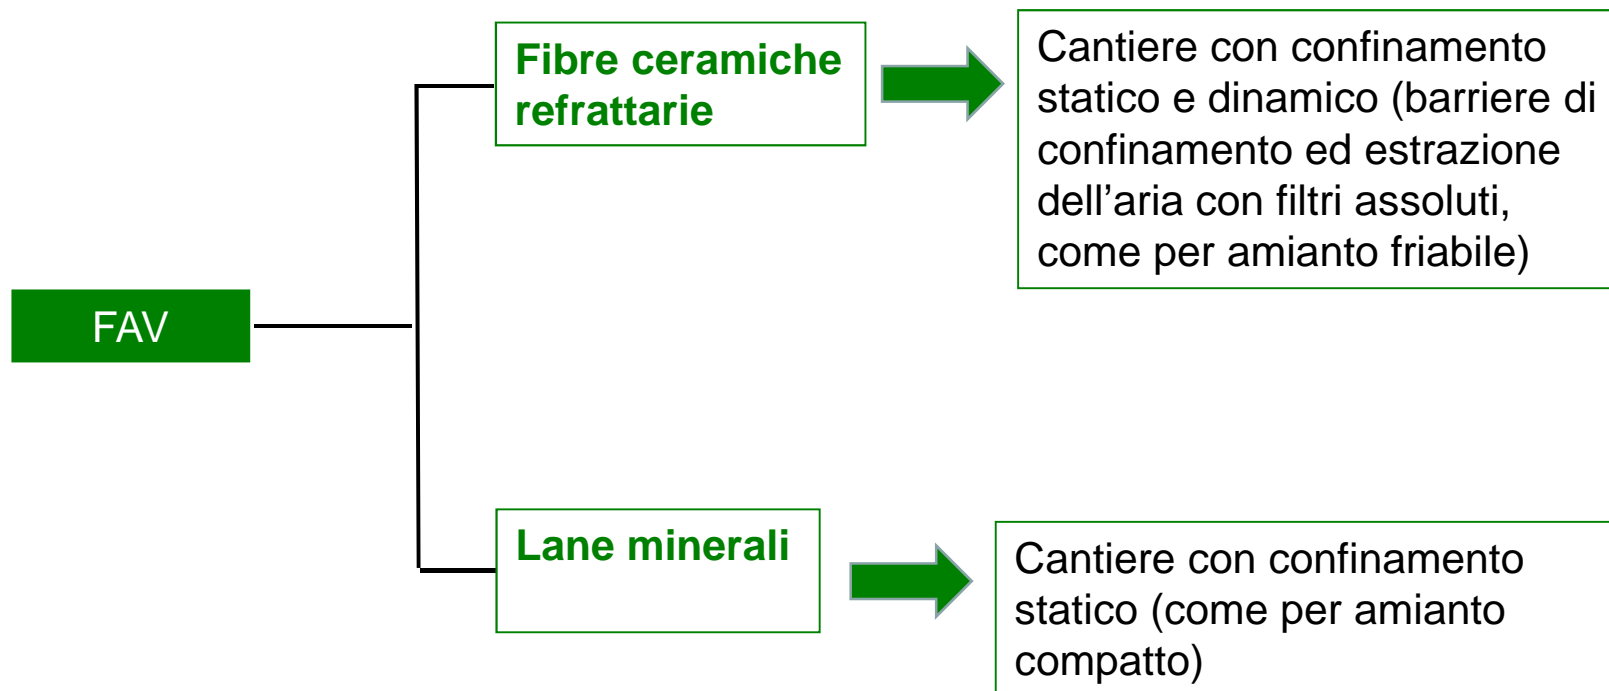 FAV
Fibre ceramiche
refrattarie
Cantiere con confinamento
statico e dinamico (barriere di
confinamento ed estrazione
dell’aria con filtri assoluti,
come per amianto friabile)
Lane minerali
Cantiere con confinamento
statico (come per amianto
compatto)